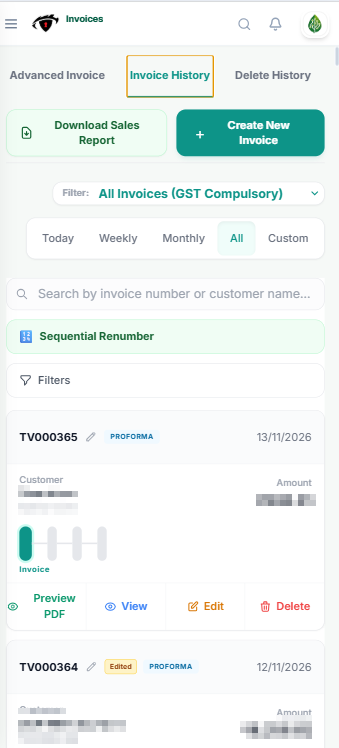 Invoices
Advanced Invoice
Invoice History
Delete History
Download Sales
Report
+ Create New
Invoice
Filter: All Invoices (GST Compulsory)
Today
Weekly
Monthly
All
Custom
Search by invoice number or customer name...
Sequential Renumber
Filters
TV000365
PROFORMA
13/11/2026
Customer
Amount
Invoice
Preview
PDF
View
Edit
Delete
TV000364
Edited
PROFORMA
12/11/2026
Customer
Amount